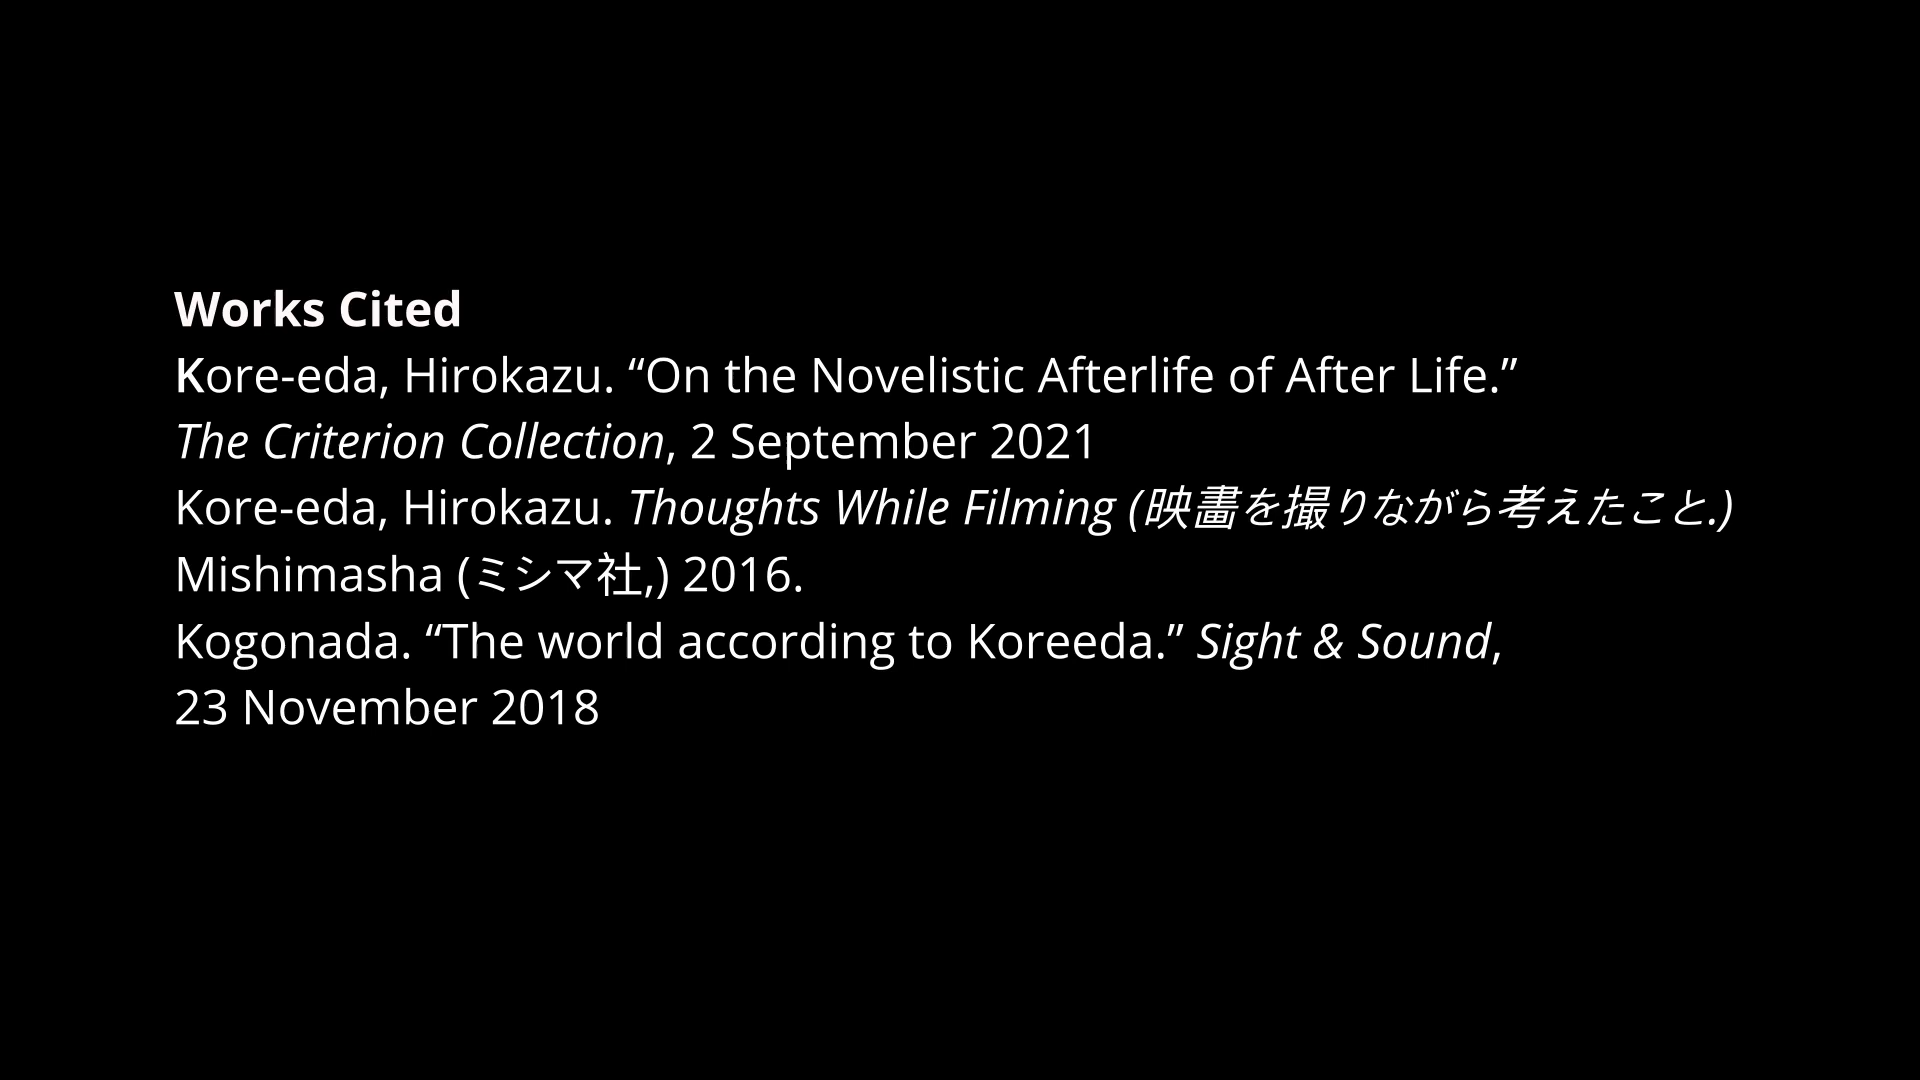 Works Cited
Kore-eda, Hirokazu. “On the Novelistic Afterlife of After Life.”
The Criterion Collection, 2 September 2021
Kore-eda, Hirokazu. Thoughts While Filming (映畫を撮りながら考えたこと.)
Mishimasha (ミシマ社,) 2016.
Kogonada. “The world according to Koreeda.” Sight & Sound,
23 November 2018